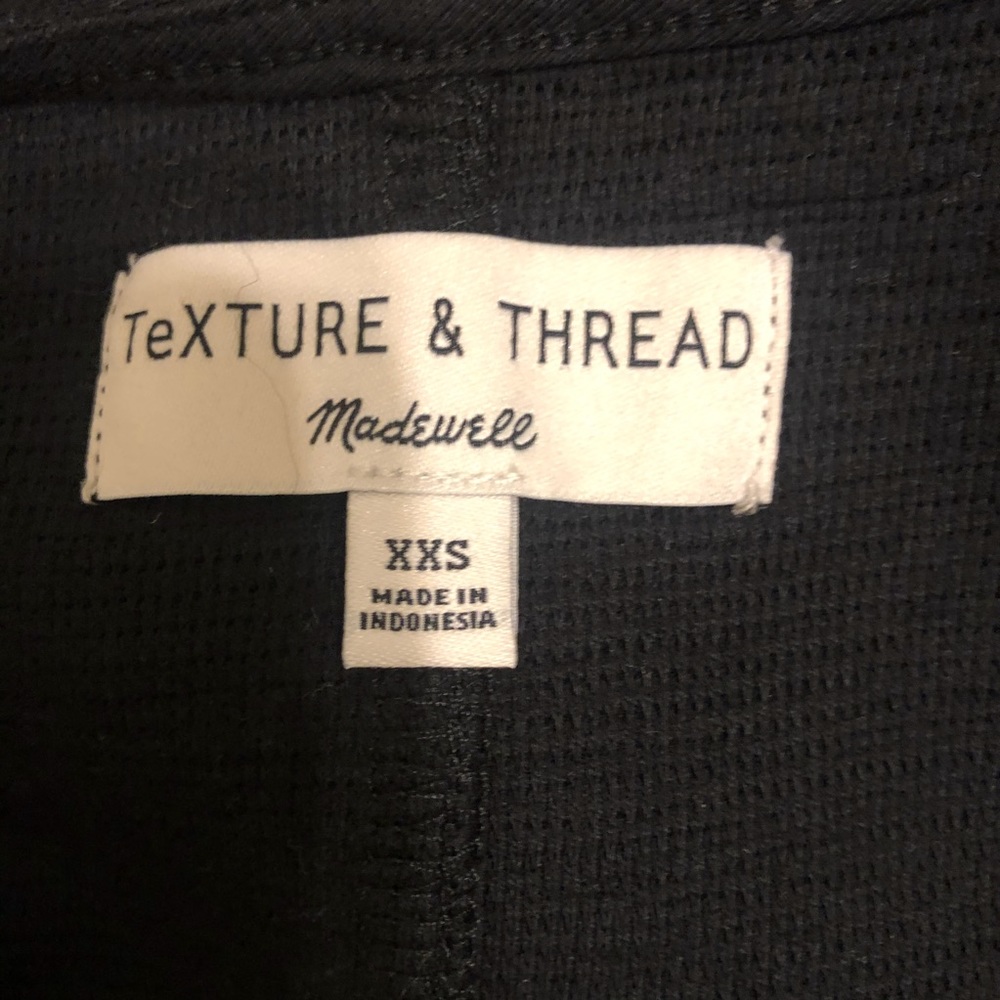 TeXTURE & THREAD
Madewell
XXS
MADE IN
INDONESIA